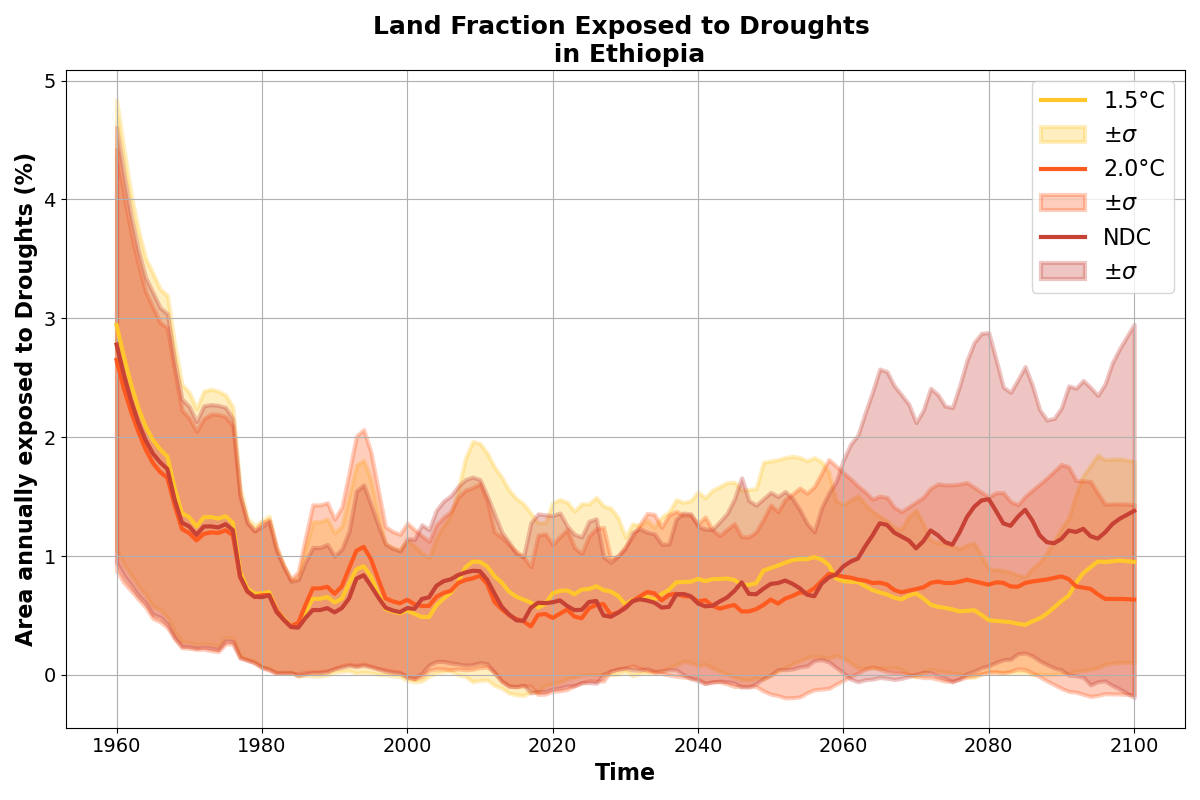 Land Fraction Exposed to Droughts
in Ethiopia
Area annually exposed to Droughts (%)
5
4
3
2
1
0
1960 1980 2000 2020 2040 2060 2080 2100
Time
1.5°C
±σ
2.0°C
±σ
NDC
±σ